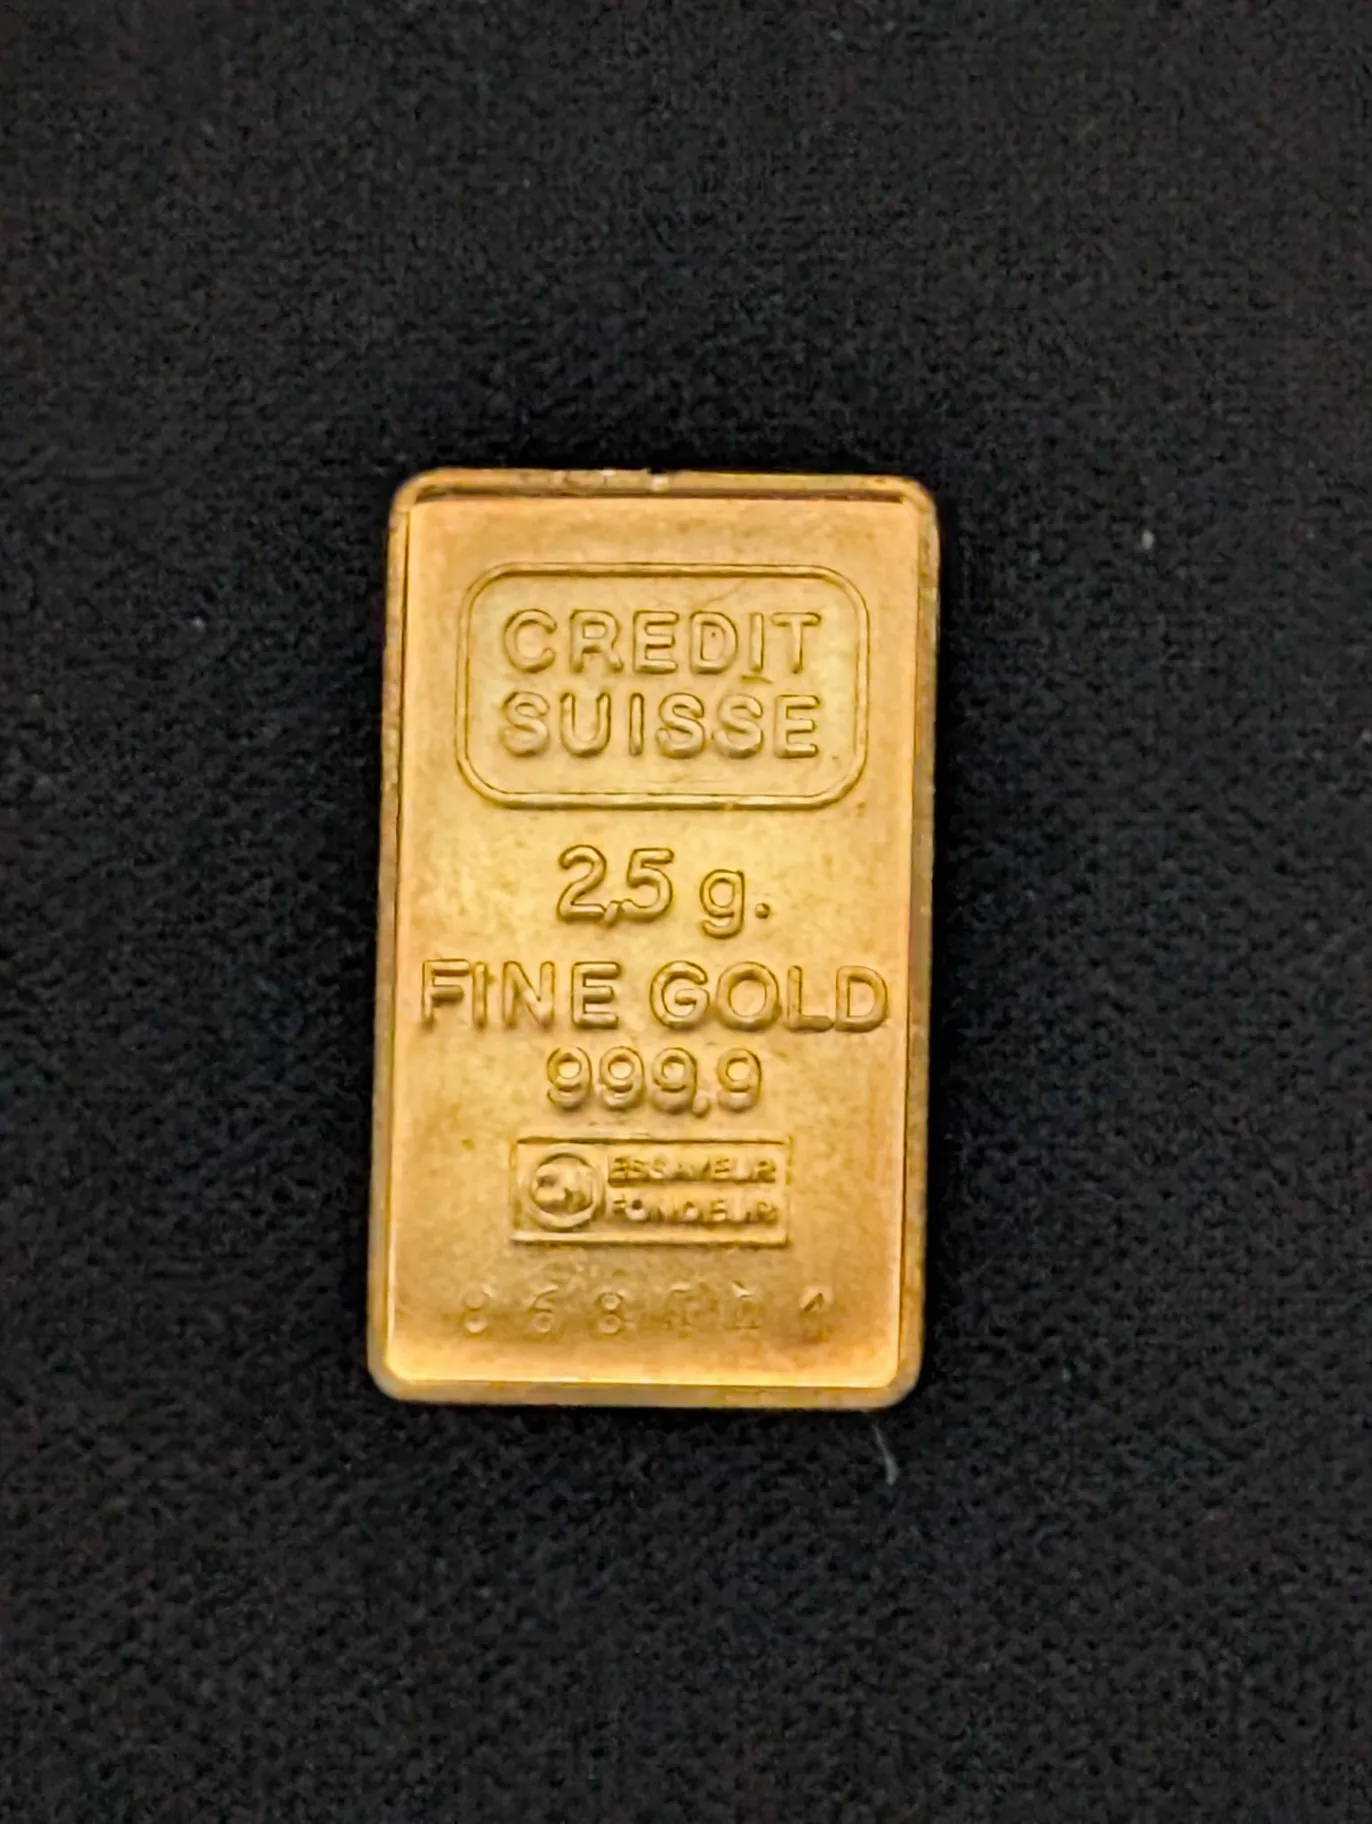 CREDIT
SUISSE
2,5 g.
FINE GOLD
999,9
ESSAYEUR
FONDEUR